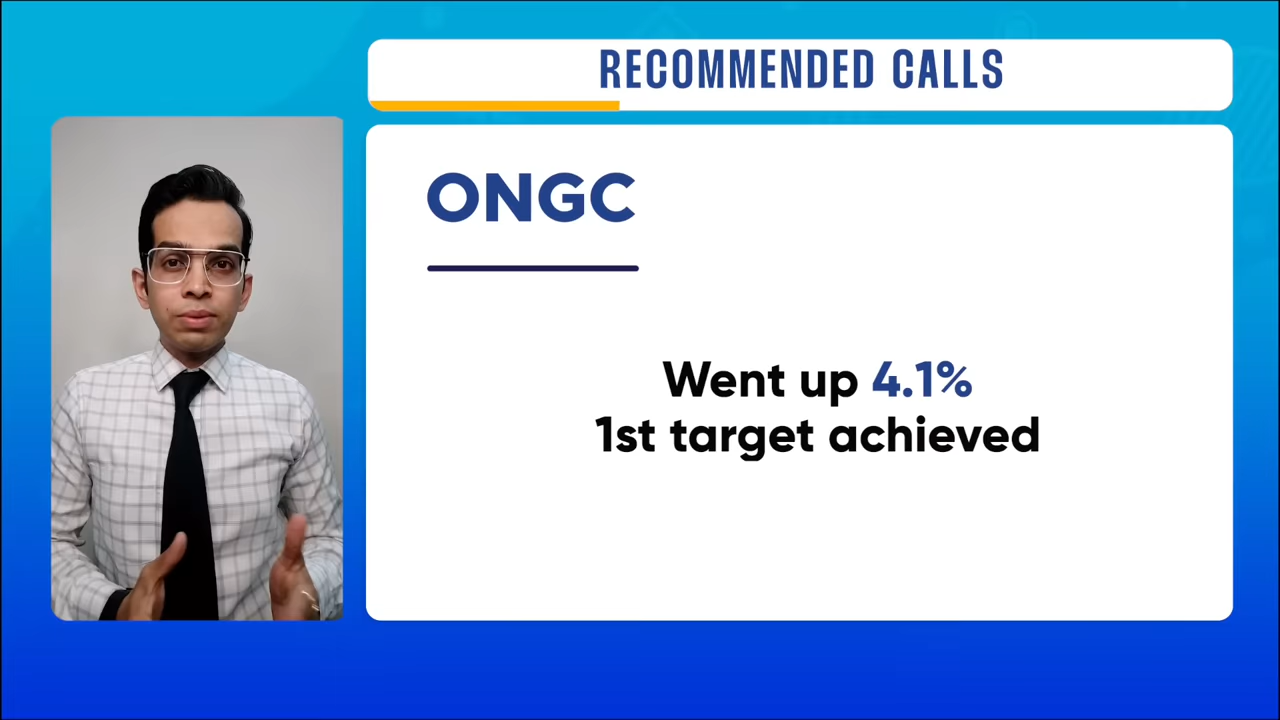 RECOMMENDED CALLS
ONGC
Went up 4.1%
1st target achieved